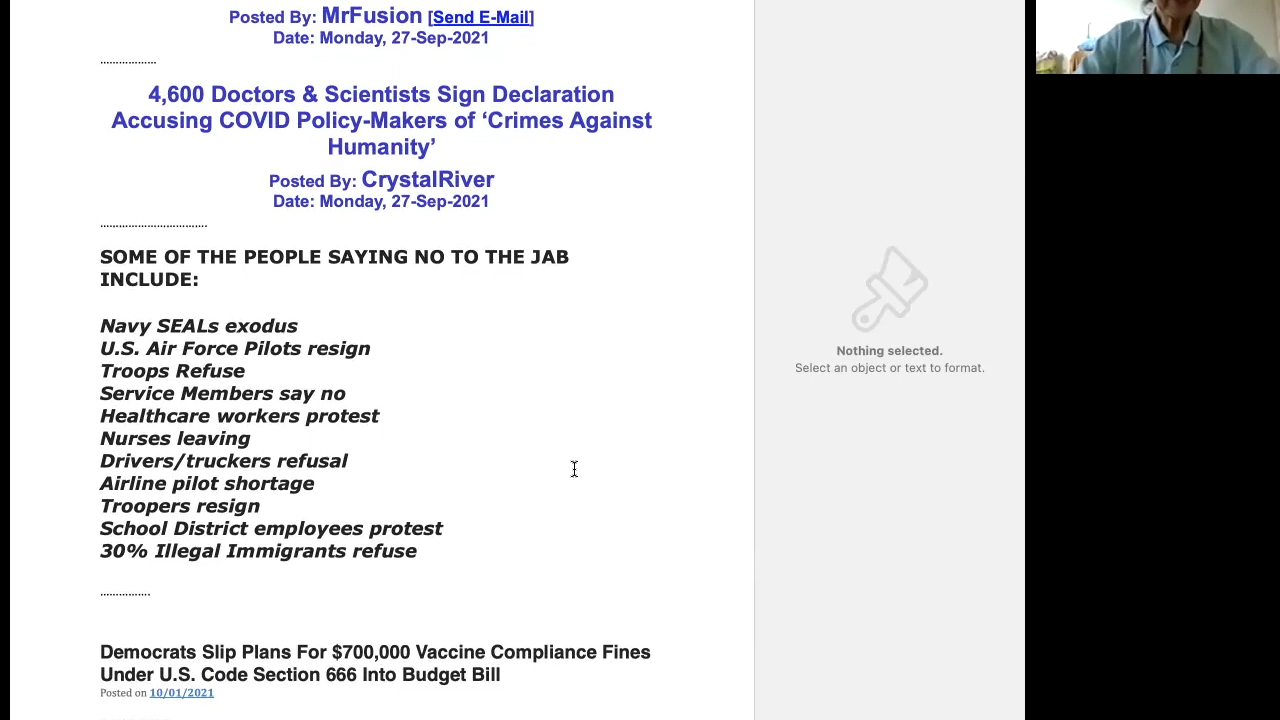 Posted By: MrFusion [Send E-Mail]
Date: Monday, 27-Sep-2021
………………
4,600 Doctors & Scientists Sign Declaration
Accusing COVID Policy-Makers of ‘Crimes Against
Humanity’
Posted By: CrystalRiver
Date: Monday, 27-Sep-2021
……………………………..
SOME OF THE PEOPLE SAYING NO TO THE JAB
INCLUDE:
Navy SEALs exodus
U.S. Air Force Pilots resign
Troops Refuse
Service Members say no
Healthcare workers protest
Nurses leaving
Drivers/truckers refusal
Airline pilot shortage
Troopers resign
School District employees protest
30% Illegal Immigrants refuse
…………….
Democrats Slip Plans For $700,000 Vaccine Compliance Fines
Under U.S. Code Section 666 Into Budget Bill
Posted on 10/01/2021
Nothing selected.
Select an object or text to format.